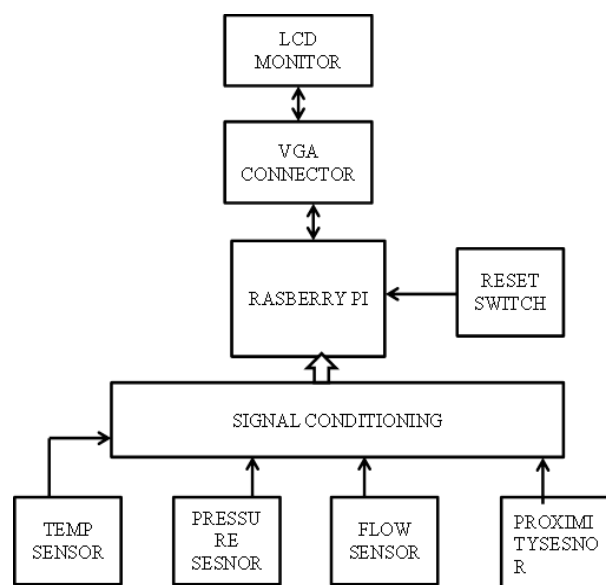 LCD
MONITOR
VGA
CONNECTOR
RASBERRY PI
RESET
SWITCH
SIGNAL CONDITIONING
TEMP
SENSOR
PRESSU
RE
SESNOR
FLOW
SENSOR
PROXIMI
TYSESNO
R